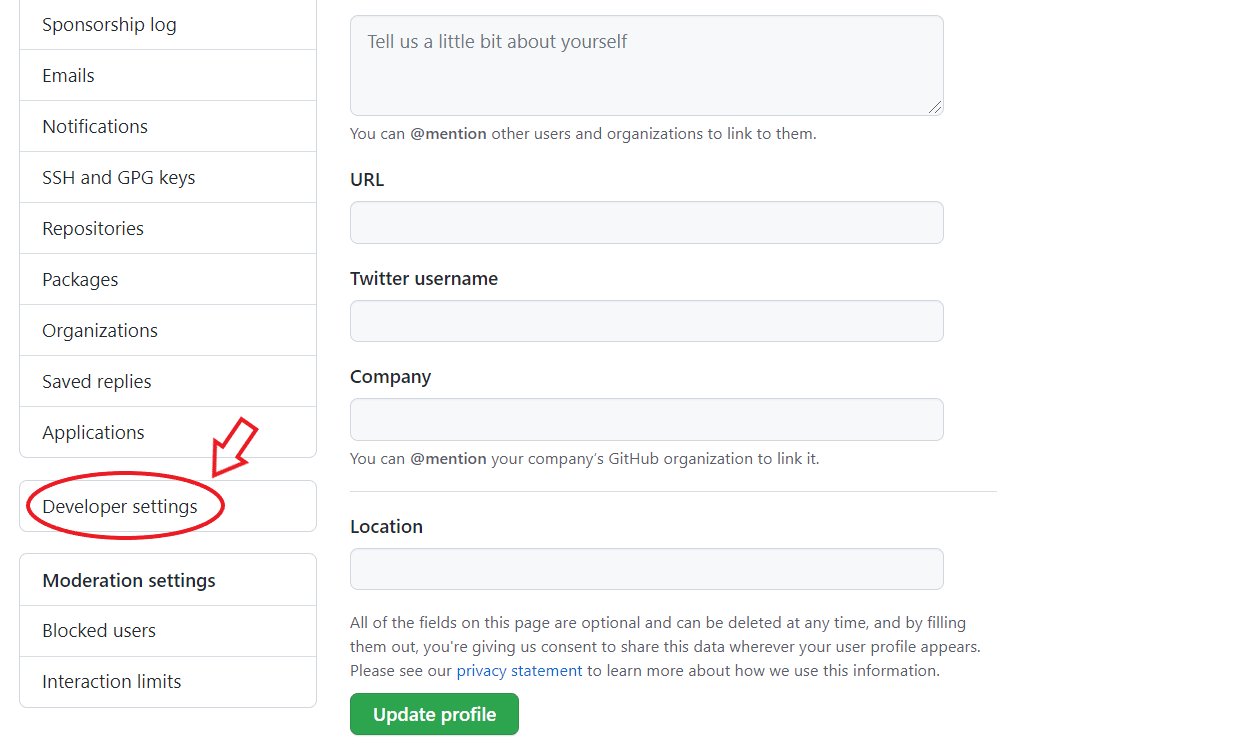 Sponsorship log
Emails
Notifications
SSH and GPG keys
Repositories
Packages
Organizations
Saved replies
Applications
Developer settings
Moderation settings
Blocked users
Interaction limits
Tell us a little bit about yourself
You can @mention other users and organizations to link to them.
URL
Twitter username
Company
You can @mention your company's GitHub organization to link it.
Location
All of the fields on this page are optional and can be deleted at any time, and by filling
them out, you're giving us consent to share this data wherever your user profile appears.
Please see our privacy statement to learn more about how we use this information.
Update profile